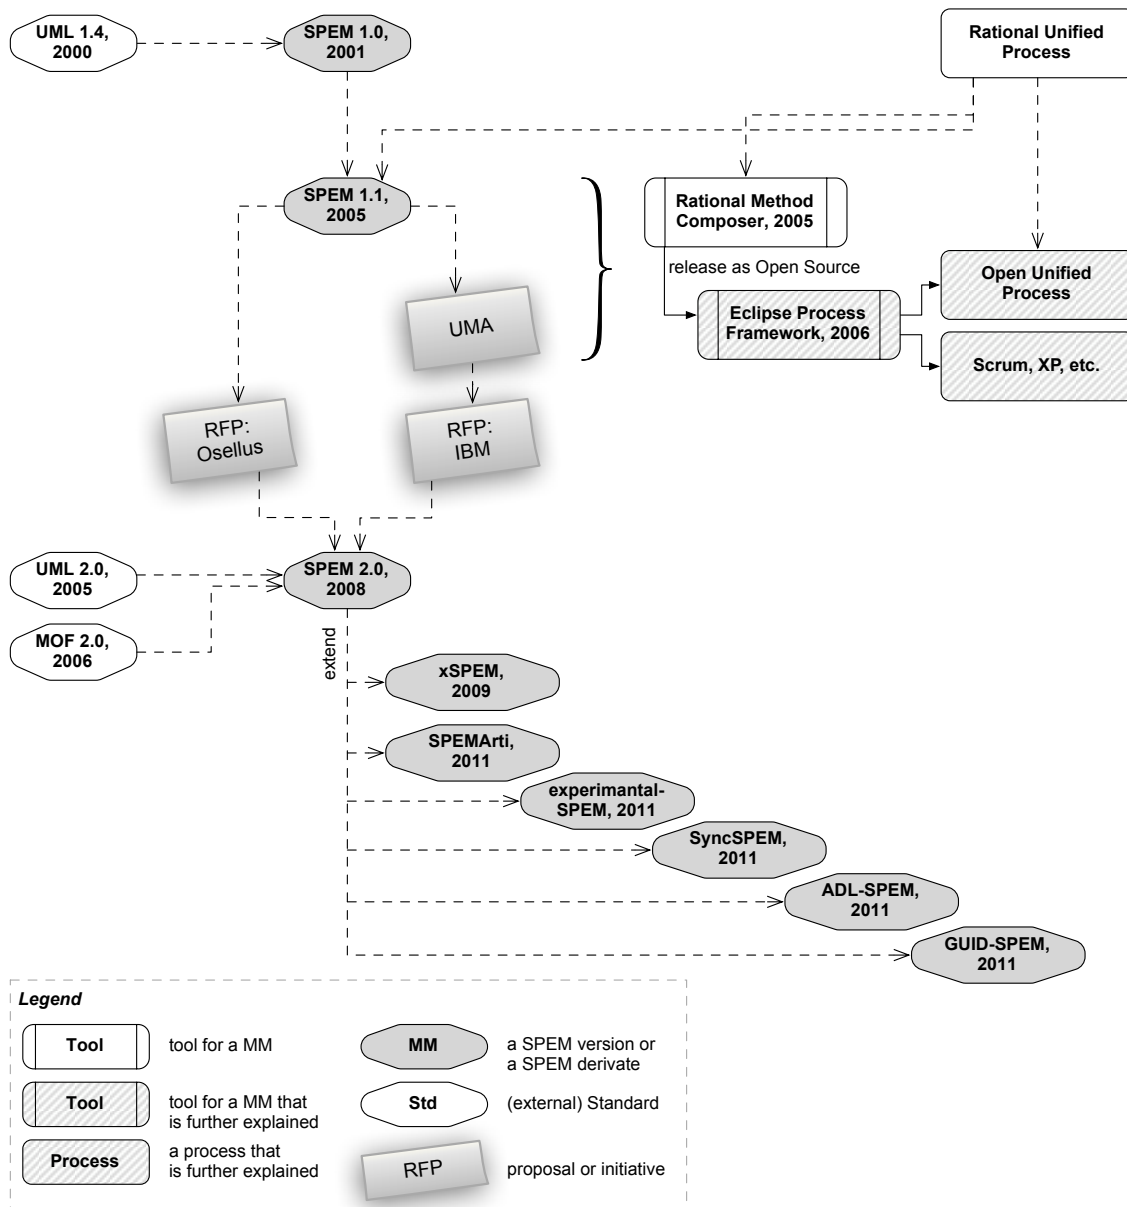 UML 1.4,
2000
SPEM 1.0,
2001
Rational Unified
Process
SPEM 1.1,
2005
Rational Method
Composer, 2005
release as Open Source
Eclipse Process
Framework, 2006
Open Unified
Process
Scrum, XP, etc.
UMA
RFP:
Osellus
RFP:
IBM
UML 2.0,
2005
SPEM 2.0,
2008
MOF 2.0,
2006
extend
xSPEM,
2009
SPEMArti,
2011
experimantal-
SPEM, 2011
SyncSPEM,
2011
ADL-SPEM,
2011
GUID-SPEM,
2011
Legend
Tool
tool for a MM
Tool
tool for a MM that
is further explained
Process
a process that
is further explained
MM
a SPEM version or
a SPEM derivate
Std
(external) Standard
RFP
proposal or initiative